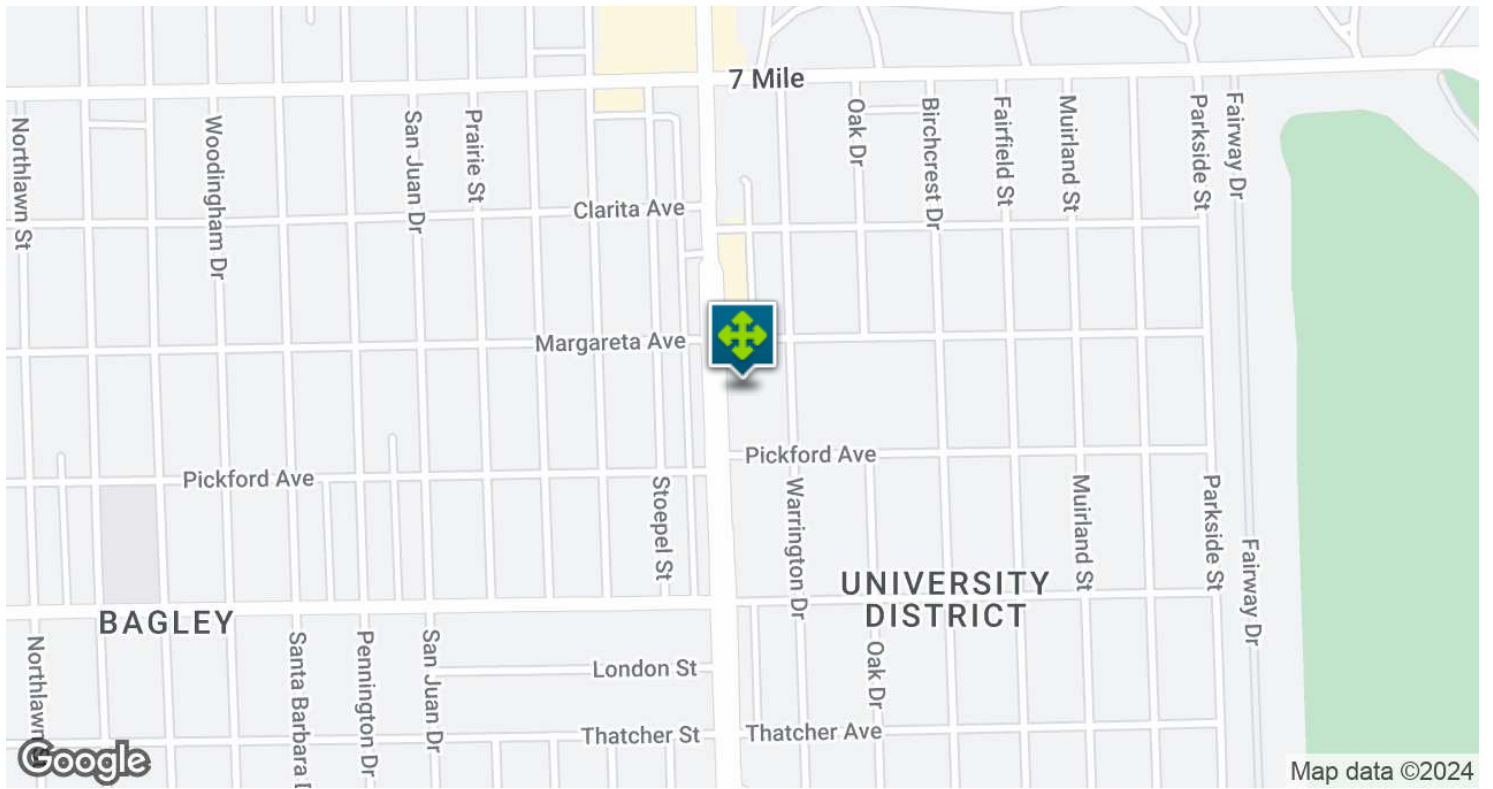 7 Mile
Northlawn St
Woodingham Dr
San Juan Dr
Prairie St
Oak Dr
Birchcrest Dr
Fairfield St
Muirland St
Parkside St
Fairway Dr
Clarita Ave
Margareta Ave
Pickford Ave
Pickford Ave
Stoepel St
Warrington Dr
Muirland St
Parkside St
Fairway Dr
UNIVERSITY
DISTRICT
BAGLEY
Northlawn S
Santa Barbara D
Pennington Dr
San Juan Dr
London St
Oak Dr
Thatcher St
Thatcher Ave
Google
Map data ©2024